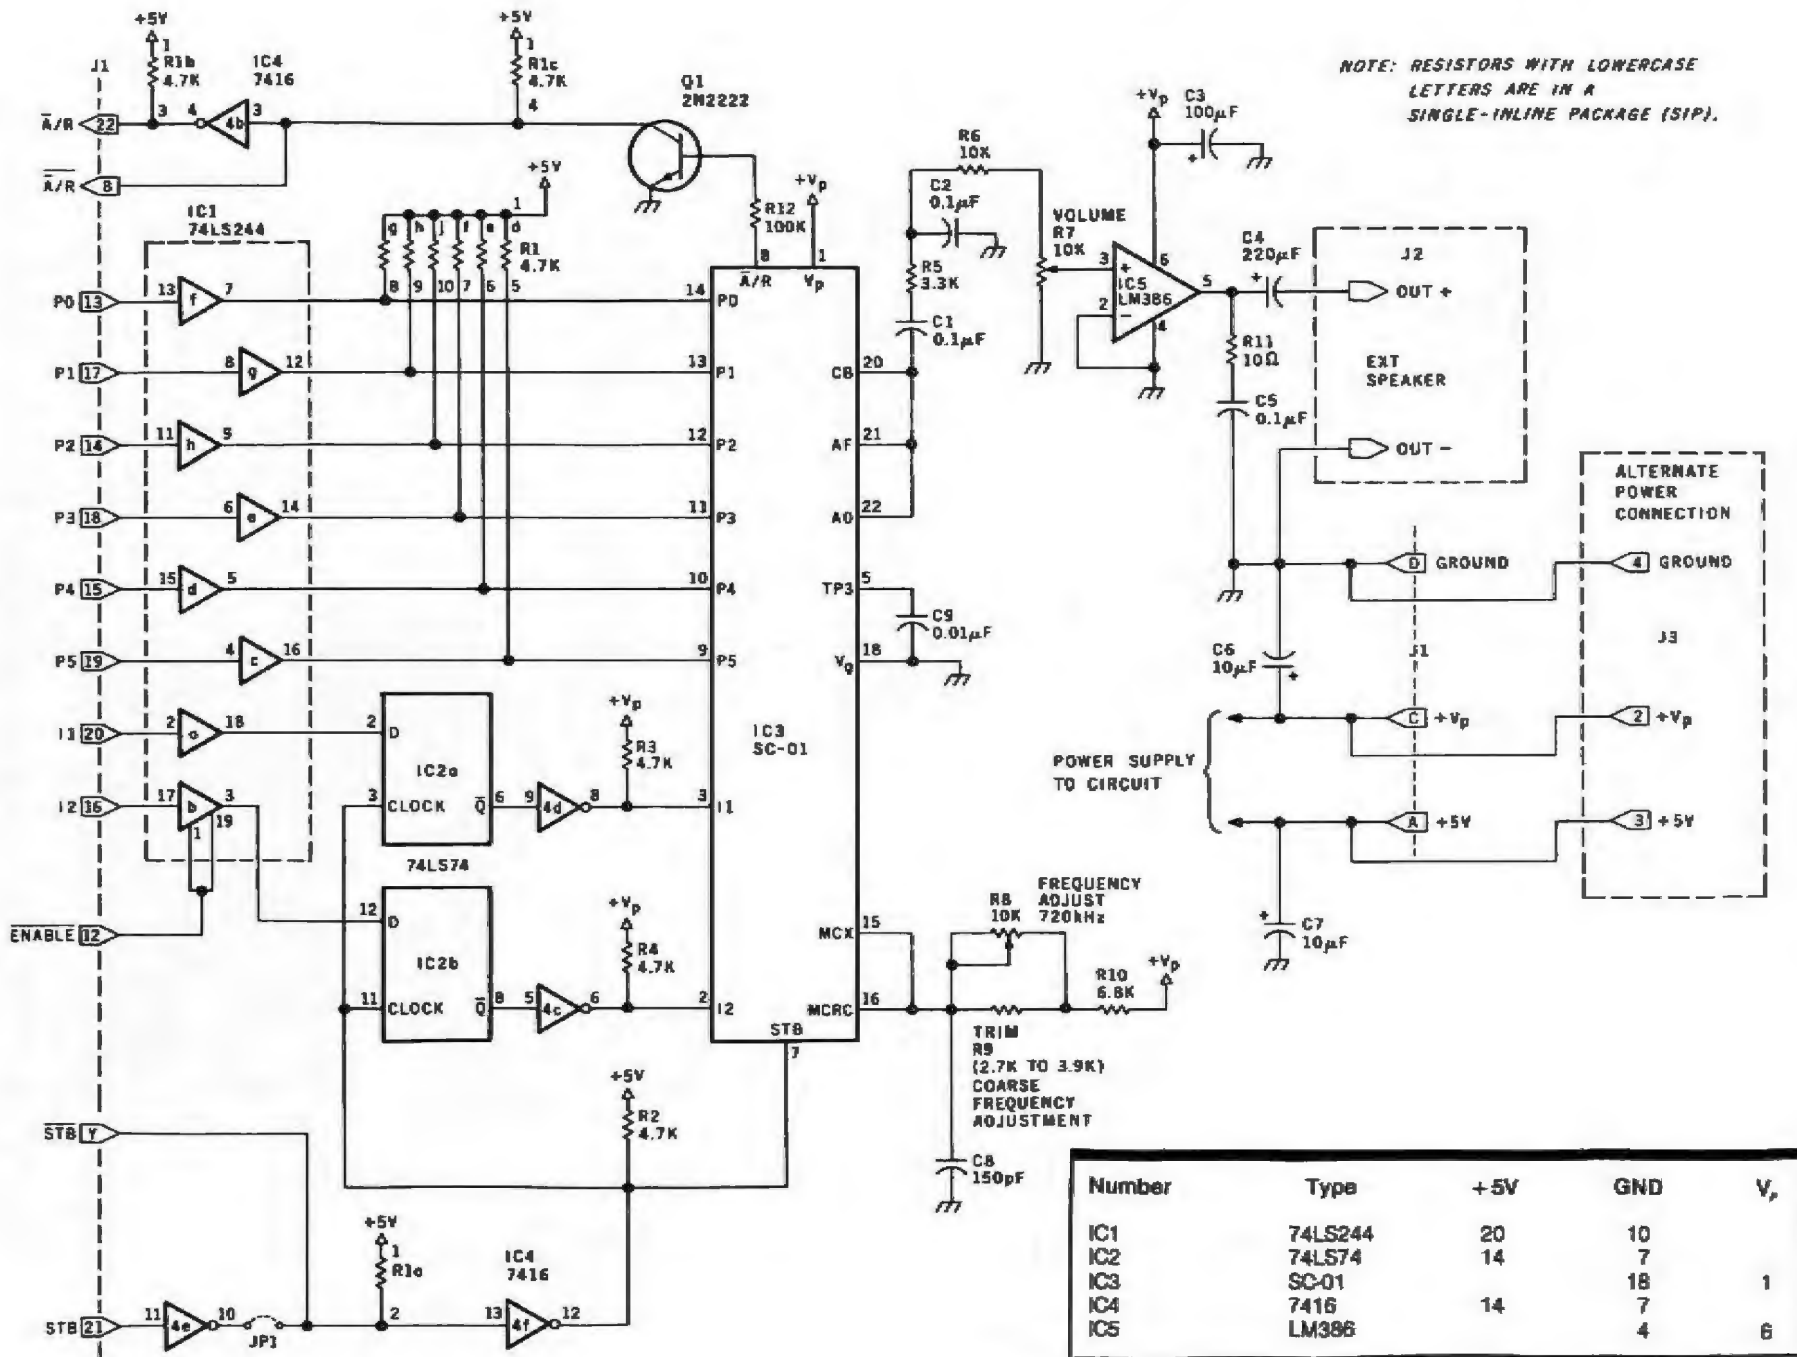 NOTE: RESISTORS WITH LOWERCASE
LETTERS ARE IN A
SINGLE-INLINE PACKAGE (SIP).
J1
+5V
1
R1b
4.7K
3
IC4
7416
4
4b
3
+5V
1
R1c
4.7K
4
Q1
2N2222
A/R 22
A/R 8
R12
100K
+Vp
8
1
A/R
Vp
IC1
74LS244
+5V
1
g h j f e d
R1
4.7K
8 9 10 7 6 5
P0 13
13 f 7
14 P0
P1 17
8 g 12
13 P1
P2 14
11 h 9
12 P2
P3 18
6 e 14
11 P3
P4 15
15 d 5
10 P4
P5 19
4 c 16
9 P5
I1 20
2 a 18
I2 16
17 b 3
1 19
ENABLE 12
2 D
IC2a
3 CLOCK
Q 6
74LS74
9 4d 8
+Vp
R3
4.7K
3 I1
12 D
IC2b
11 CLOCK
Q 8
5 4c 6
+Vp
R4
4.7K
2 I2
IC3
SC-01
CB 20
AF 21
AO 22
TP3 5
Vg 18
MCX 15
MCRC 16
STB
7
+5V
R2
4.7K
STB Y
STB 21
11 4e 10
JP1
+5V
1
R1a
2
IC4
7416
13 4f 12
R6
10K
C2
0.1µF
R5
3.3K
C1
0.1µF
VOLUME
R7
10K
+Vp
C3
100µF
+
6
3 +
IC5
LM386
2 −
5
4
C4
220µF
+
R11
10Ω
C5
0.1µF
J2
OUT +
EXT
SPEAKER
OUT −
C9
0.01µF
ALTERNATE
POWER
CONNECTION
D GROUND
4 GROUND
J1
J3
C6
10µF
+
C +Vp
2 +Vp
POWER SUPPLY
TO CIRCUIT
A +5V
3 +5V
+
C7
10µF
FREQUENCY
ADJUST
720kHz
R8
10K
R10
6.8K
+Vp
TRIM
R9
(2.7K TO 3.9K)
COARSE
FREQUENCY
ADJUSTMENT
C8
150pF
Number Type +5V GND Vp
IC1 74LS244 20 10
IC2 74LS74 14 7
IC3 SC-01 18 1
IC4 7416 14 7
IC5 LM386 4 6